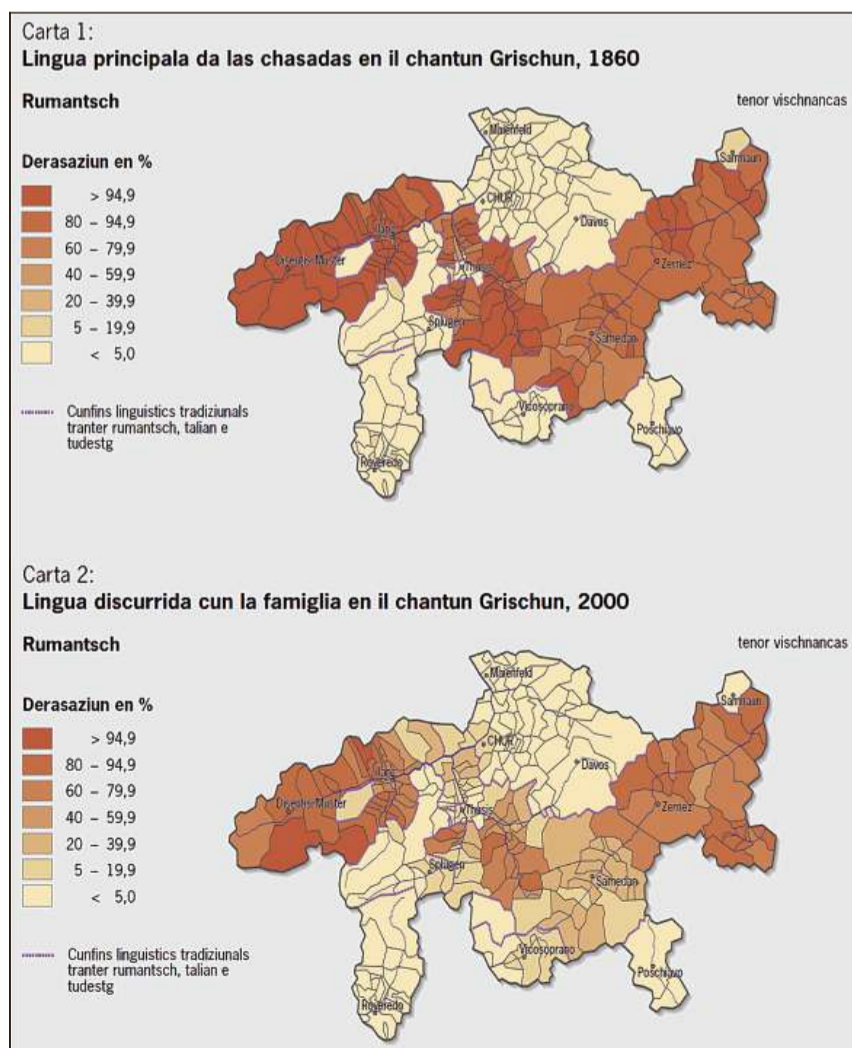 Carta 1:
Lingua principala da las chasadas en il chantun Grischun, 1860
Rumantsch
tenor vischnancas
Derasaziun en %
> 94,9
80 – 94,9
60 – 79,9
40 – 59,9
20 – 39,9
5 – 19,9
< 5,0
Cunfins linguistics tradiziunals
tranter rumantsch, talian e
tudestg
Maienfeld
Samnaun
CHUR
Davos
Ilanz
Disentis-Mustér
Thusis
Zernez
Splügen
Samedan
Vicosoprano
Poschiavo
Roveredo
Carta 2:
Lingua discurrida cun la famiglia en il chantun Grischun, 2000
Rumantsch
tenor vischnancas
Derasaziun en %
> 94,9
80 – 94,9
60 – 79,9
40 – 59,9
20 – 39,9
5 – 19,9
< 5,0
Cunfins linguistics tradiziunals
tranter rumantsch, talian e
tudestg
Maienfeld
Samnaun
CHUR
Davos
Ilanz
Disentis-Mustér
Thusis
Zernez
Splügen
Samedan
Vicosoprano
Poschiavo
Roveredo